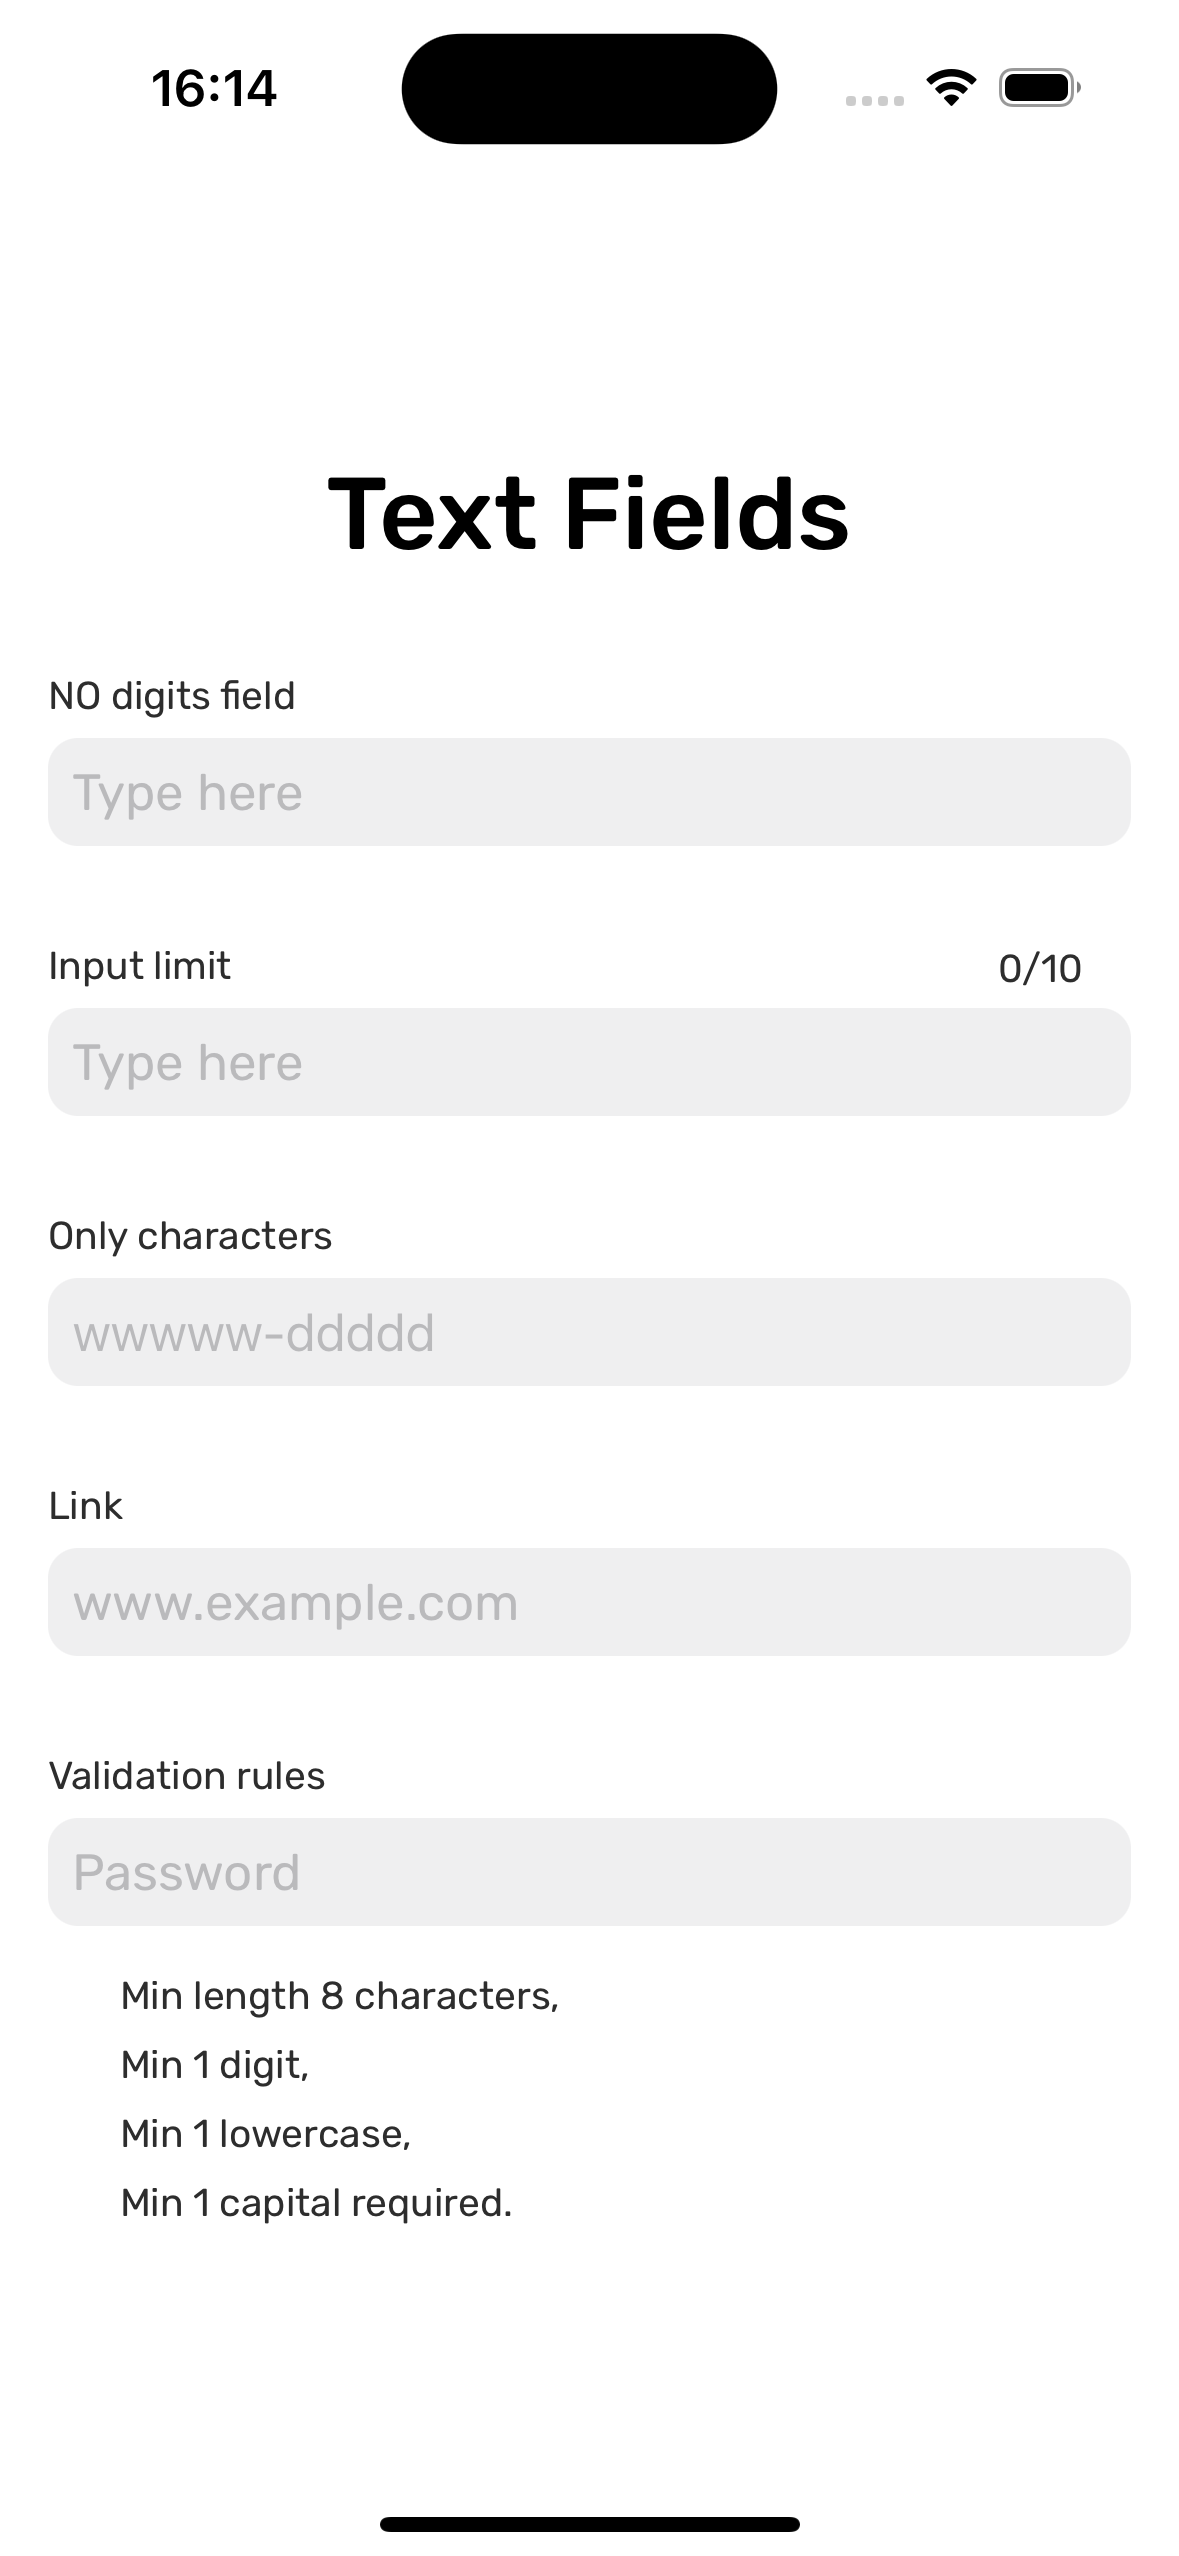 16:14
Text Fields
NO digits field
Type here
Input limit
0/10
Type here
Only characters
wwwww-ddddd
Link
www.example.com
Validation rules
Password
Min length 8 characters,
Min 1 digit,
Min 1 lowercase,
Min 1 capital required.